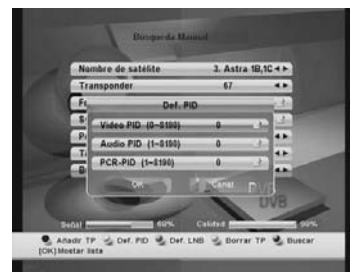 Búsqueda Manual
Nombre de satélite 3. Astra 1B,1C
Transponder 67
Def. PID
Video PID (0~8190) 0
Audio PID (1~8190) 0
PCR-PID (1~8190) 0
OK Cancel
DVB
Señal 60% Calidad 90%
Añadir TP Def. PID Def. LNB Borrar TP Buscar
[OK] Mostar lista